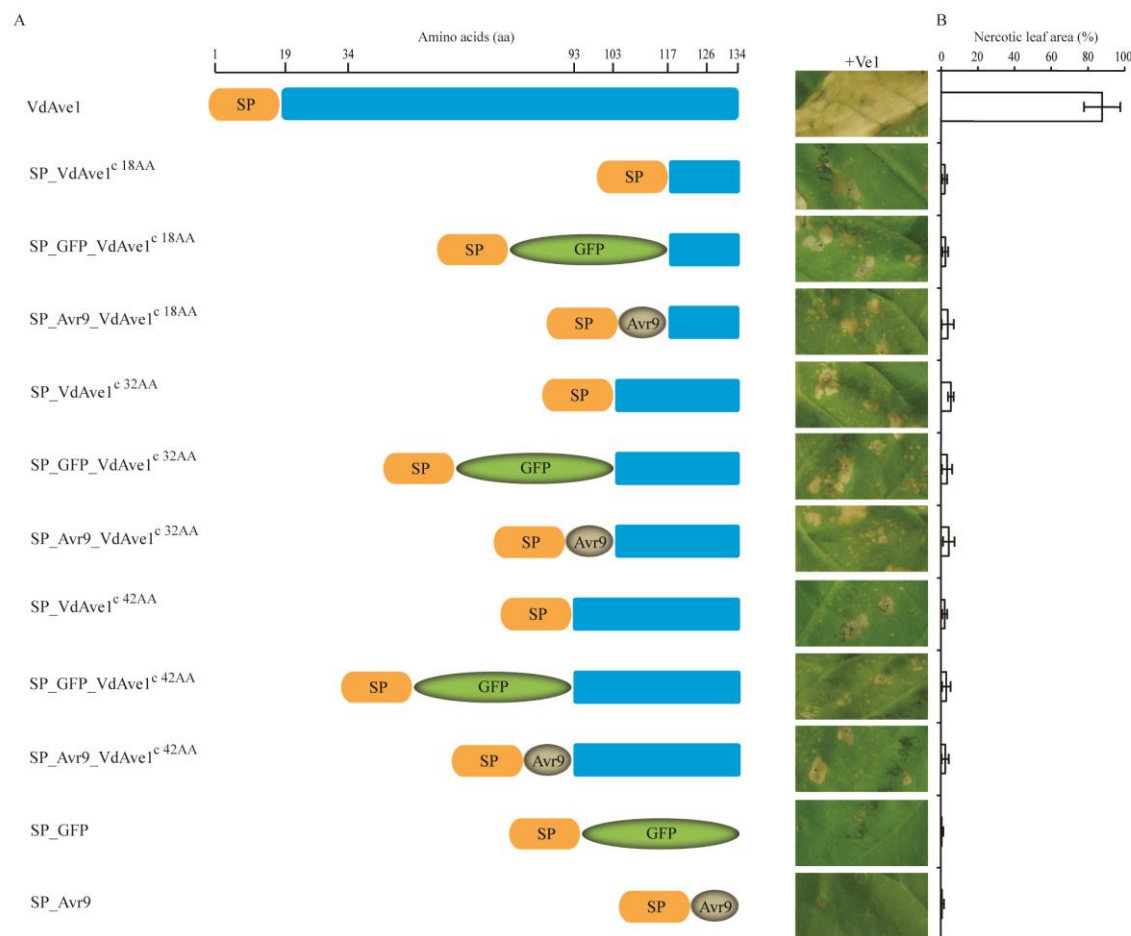 A
B
Amino acids (aa)
Nercotic leaf area (%)
1 19 34 93 103 117 126 134
+Ve1
0 20 40 60 80 100
VdAve1
SP
SP_VdAve1c 18AA
SP
SP_GFP_VdAve1c 18AA
SP GFP
SP_Avr9_VdAve1c 18AA
SP Avr9
SP_VdAve1c 32AA
SP
SP_GFP_VdAve1c 32AA
SP GFP
SP_Avr9_VdAve1c 32AA
SP Avr9
SP_VdAve1c 42AA
SP
SP_GFP_VdAve1c 42AA
SP GFP
SP_Avr9_VdAve1c 42AA
SP Avr9
SP_GFP
SP GFP
SP_Avr9
SP Avr9